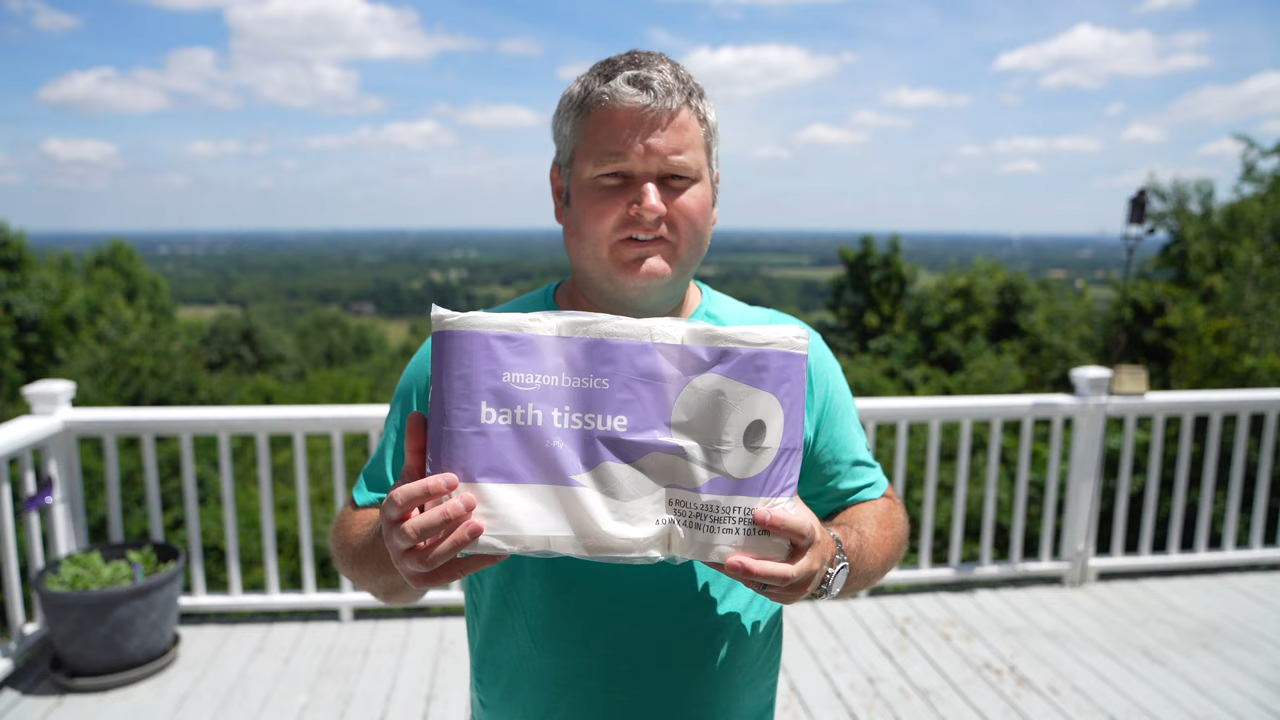 amazon basics
bath tissue
2-Ply
6 ROLLS 233.3 SQ FT
350 2-PLY SHEETS PER
4.0 IN X 4.0 IN (10.1 cm X 10.1 cm)